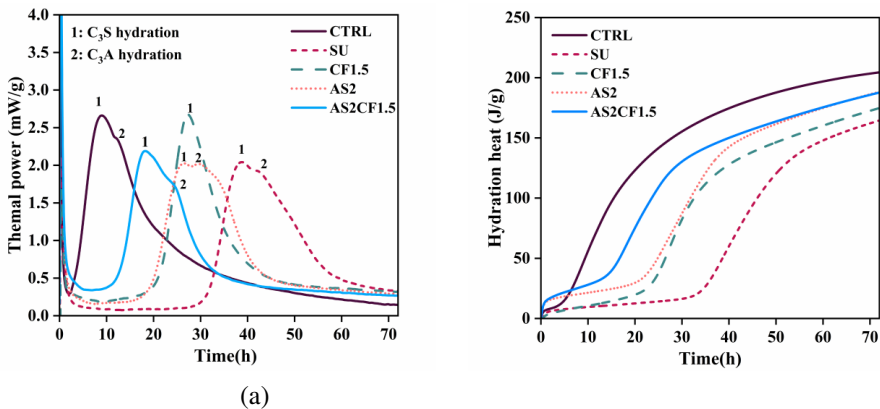 4.0
3.5
3.0
2.5
2.0
1.5
1.0
0.5
0.0
Themal power (mW/g)
1: C₃S hydration
2: C₃A hydration
CTRL
SU
CF1.5
AS2
AS2CF1.5
1
2
1
2
1
1
2
1
2
0
10
20
30
40
50
60
70
Time(h)
(a)
250
200
150
100
50
0
Hydration heat (J/g)
CTRL
SU
CF1.5
AS2
AS2CF1.5
0
10
20
30
40
50
60
70
Time(h)